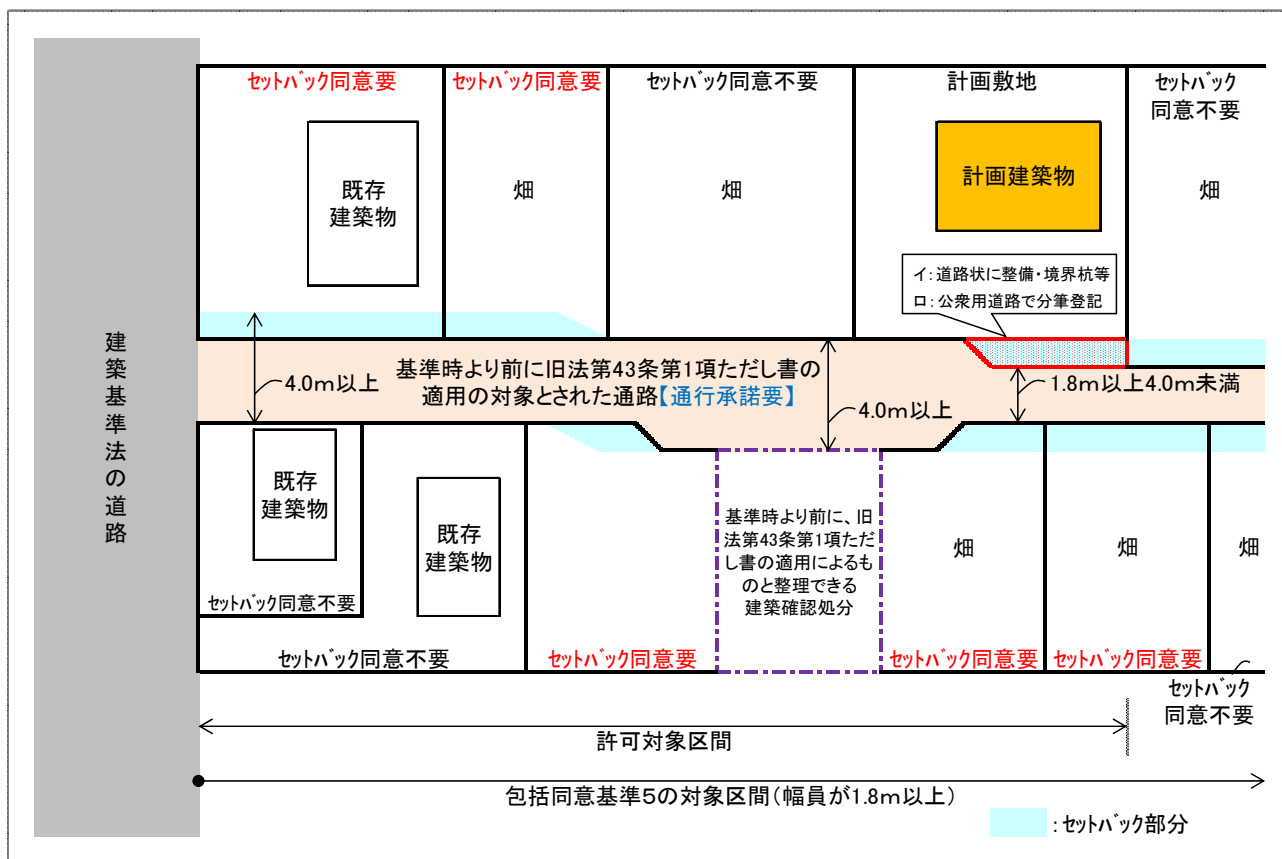 セットバック同意要
セットバック同意要
セットバック同意不要
計画敷地
セットバック
同意不要
既存
建築物
畑
畑
計画建築物
畑
イ:道路状に整備・境界杭等
ロ:公衆用道路で分筆登記
建築基準法の道路
4.0m以上
基準時より前に旧法第43条第1項ただし書の
適用の対象とされた通路【通行承諾要】
4.0m以上
1.8m以上4.0m未満
既存
建築物
既存
建築物
基準時より前に、旧
法第43条第1項ただ
し書の適用によるも
のと整理できる
建築確認処分
畑
畑
畑
セットバック同意不要
セットバック同意不要
セットバック同意要
セットバック同意要
セットバック同意要
セットバック
同意不要
許可対象区間
包括同意基準5の対象区間(幅員が1.8m以上)
:セットバック部分